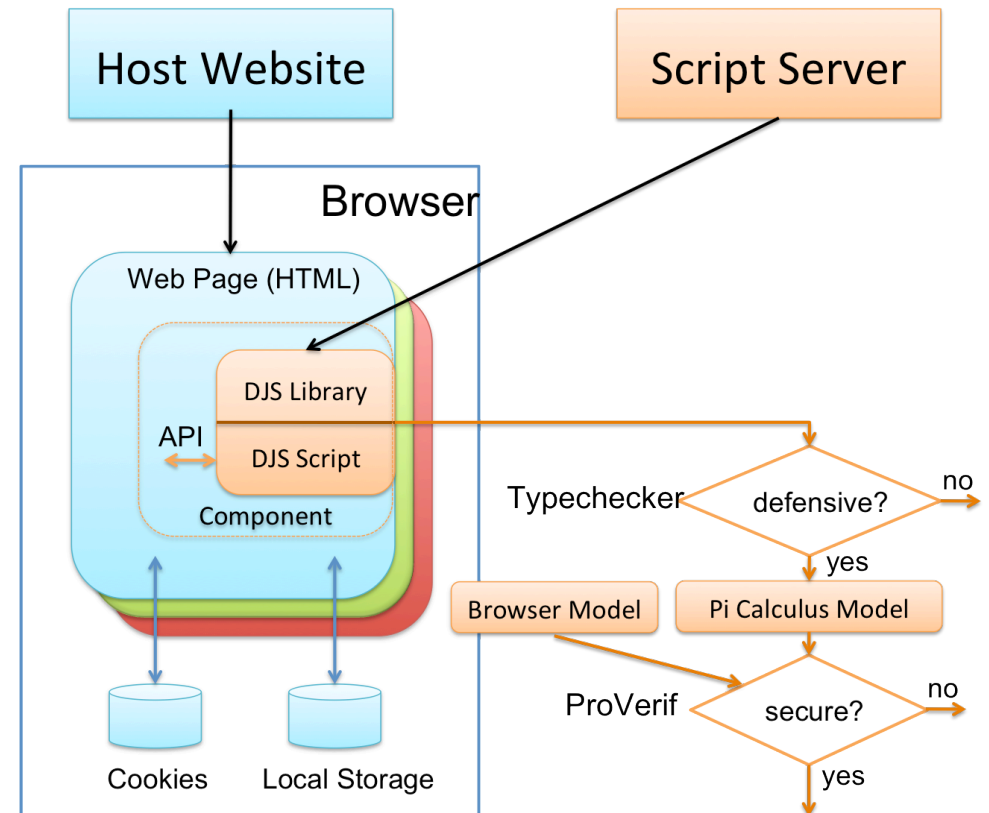 Host Website
Script Server
Browser
Web Page (HTML)
DJS Library
API
DJS Script
Component
Typechecker
defensive?
no
yes
Browser Model
Pi Calculus Model
ProVerif
secure?
no
yes
Cookies
Local Storage